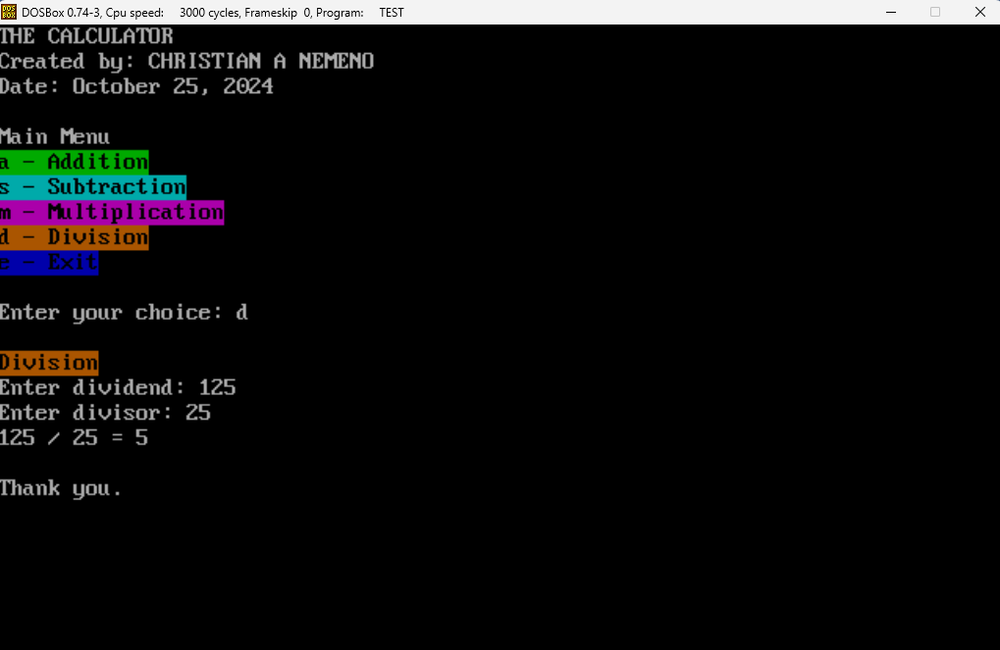 DOSBox 0.74-3, Cpu speed: 3000 cycles, Frameskip 0, Program: TEST
THE CALCULATOR
Created by: CHRISTIAN A NEMENO
Date: October 25, 2024
Main Menu
a - Addition
s - Subtraction
m - Multiplication
d - Division
e - Exit
Enter your choice: d
Division
Enter dividend: 125
Enter divisor: 25
125 / 25 = 5
Thank you.